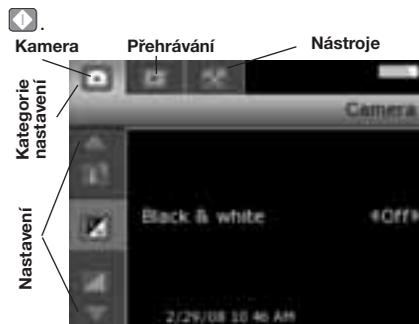 .
Kamera Přehrávání Nástroje
Kategorie
nastavení
Camera
Nastavení
Black & white Off
2/29/08 10:46 AM